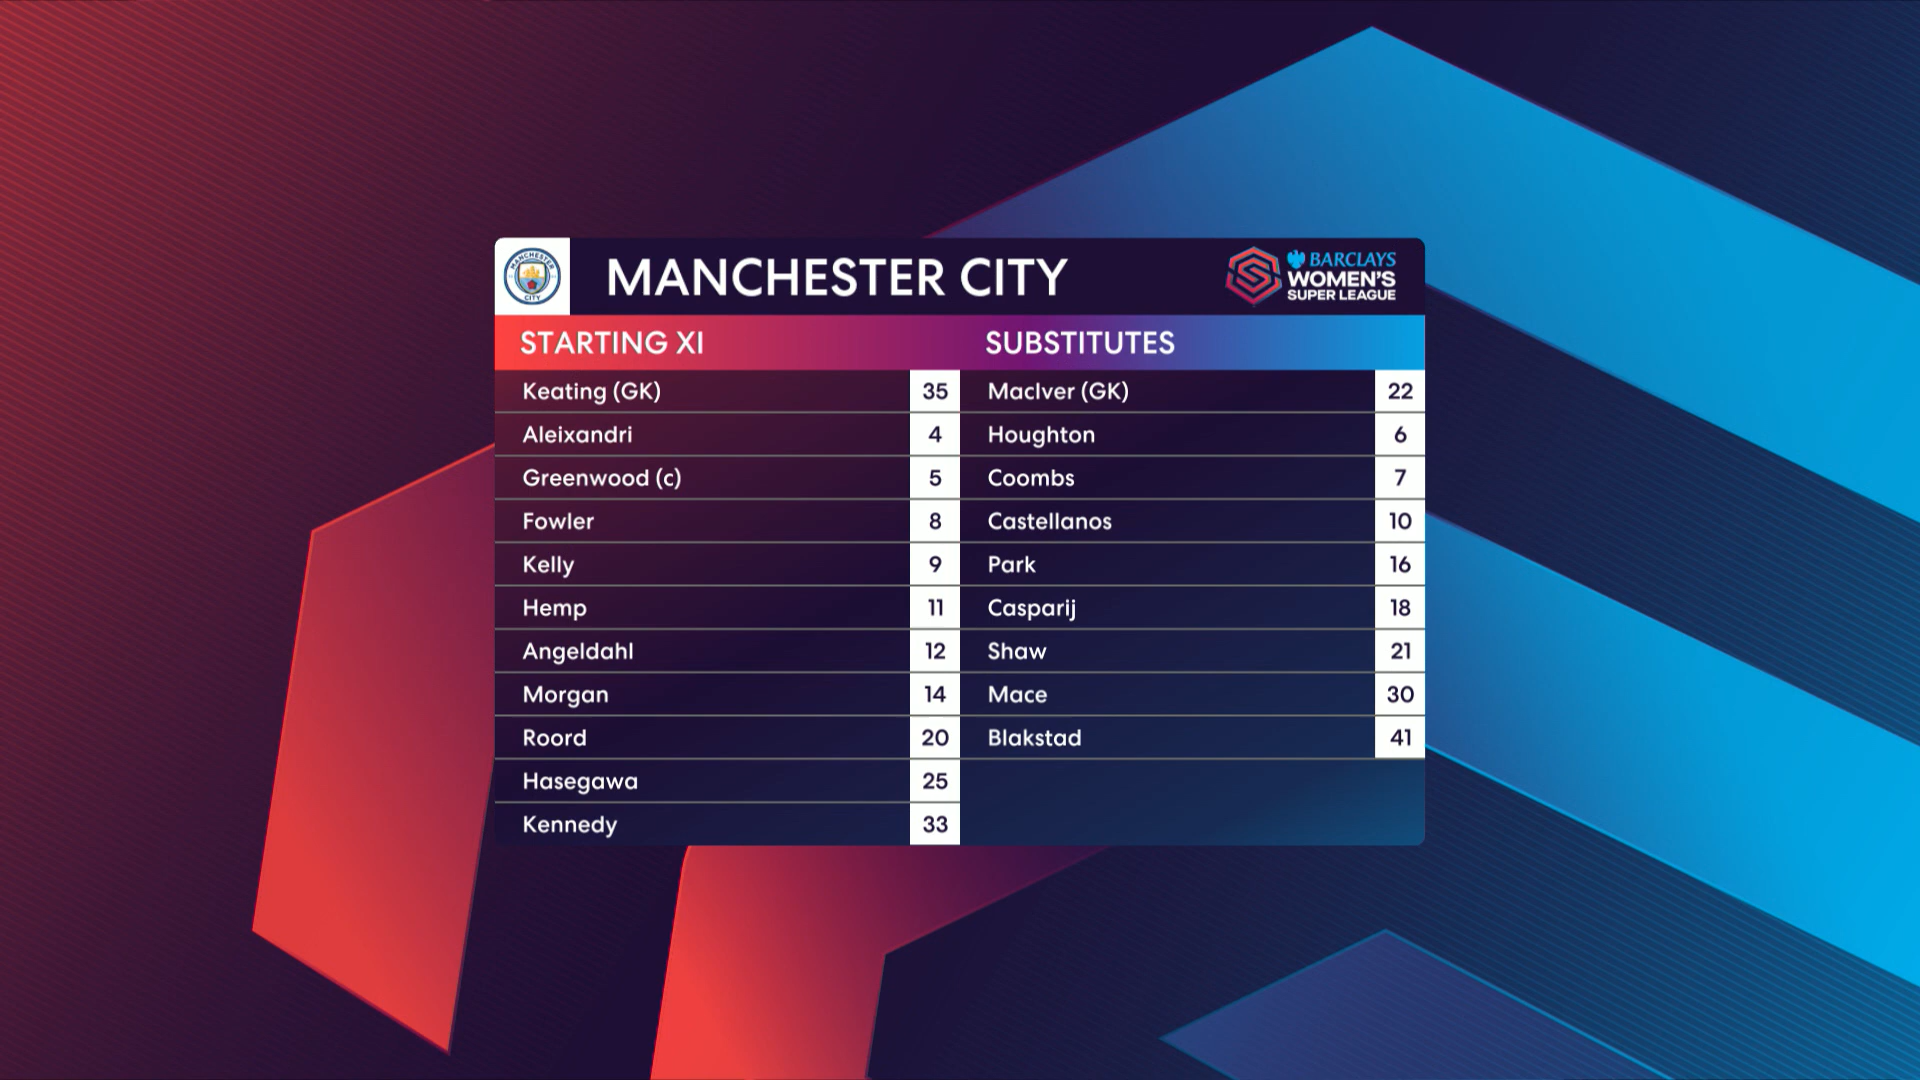 MANCHESTER CITY
MANCHESTER
CITY
BARCLAYS
WOMEN'S
SUPER LEAGUE
STARTING XI
Keating (GK) 35
Aleixandri 4
Greenwood (c) 5
Fowler 8
Kelly 9
Hemp 11
Angeldahl 12
Morgan 14
Roord 20
Hasegawa 25
Kennedy 33
SUBSTITUTES
MacIver (GK) 22
Houghton 6
Coombs 7
Castellanos 10
Park 16
Casparij 18
Shaw 21
Mace 30
Blakstad 41